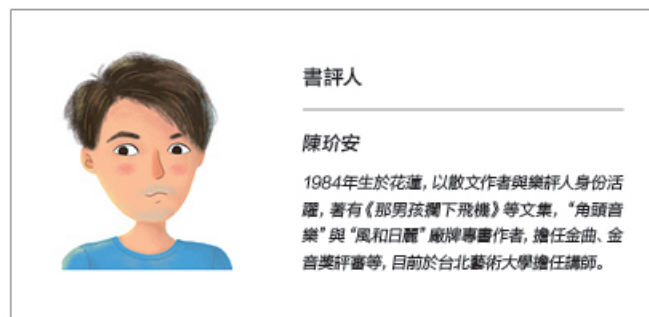 書評人
陳玠安
1984年生於花蓮，以散文作者與樂評人身份活
躍，著有《那男孩攔下飛機》等文集，“角頭音
樂”與“風和日麗”廠牌專書作者，擔任金曲、金
音獎評審等，目前於台北藝術大學擔任講師。